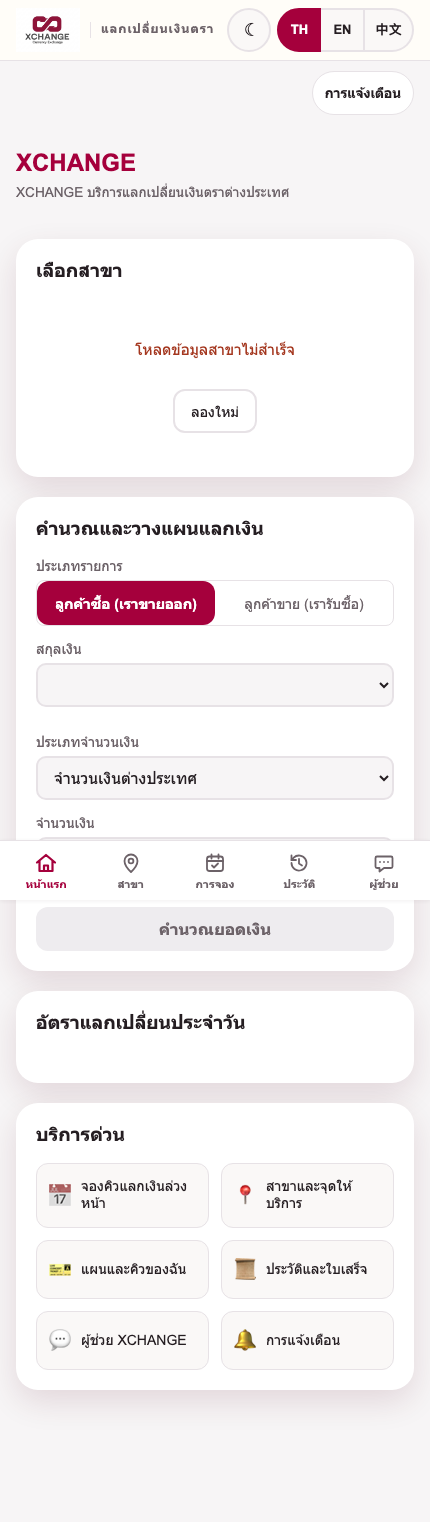 XCHANGE
Currency Exchange
แลกเปลี่ยนเงินตรา
TH
EN
中文
การแจ้งเตือน
XCHANGE
XCHANGE บริการแลกเปลี่ยนเงินตราต่างประเทศ
เลือกสาขา
โหลดข้อมูลสาขาไม่สำเร็จ
ลองใหม่
คำนวณและวางแผนแลกเงิน
ประเภทรายการ
ลูกค้าซื้อ (เราขายออก)
ลูกค้าขาย (เรารับซื้อ)
สกุลเงิน
ประเภทจำนวนเงิน
จำนวนเงินต่างประเทศ
จำนวนเงิน
หน้าแรก
สาขา
การจอง
ประวัติ
ผู้ช่วย
คำนวณยอดเงิน
อัตราแลกเปลี่ยนประจำวัน
บริการด่วน
17
จองคิวแลกเงินล่วง
หน้า
สาขาและจุดให้
บริการ
แผนและคิวของฉัน
ประวัติและใบเสร็จ
ผู้ช่วย XCHANGE
การแจ้งเตือน